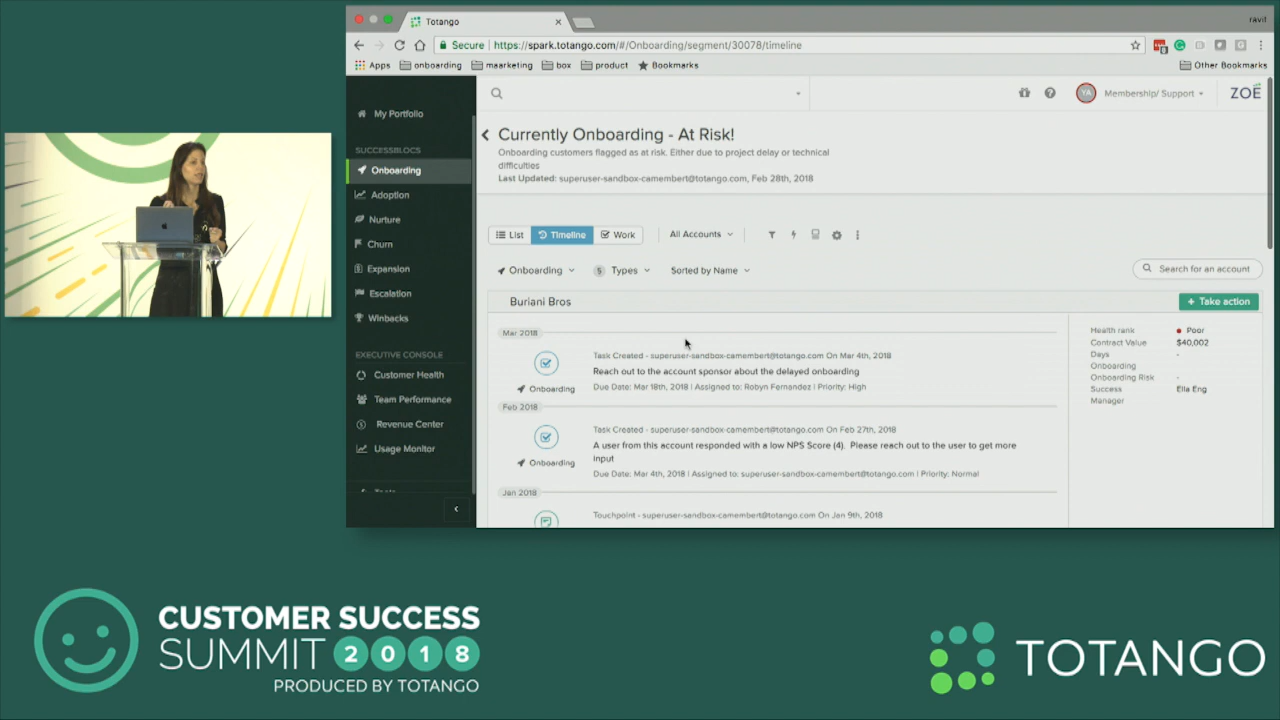 Totango
ravit
Secure https://spark.totango.com/#/Onboarding/segment/30078/timeline
Apps onboarding maarketing box product Bookmarks Other Bookmarks
My Portfolio
SUCCESSBLOCS
Onboarding
Adoption
Nurture
Churn
Expansion
Escalation
Winbacks
EXECUTIVE CONSOLE
Customer Health
Team Performance
Revenue Center
Usage Monitor
YA Membership/ Support ZOE
Currently Onboarding - At Risk!
Onboarding customers flagged as at risk. Either due to project delay or technical
difficulties
Last Updated: superuser-sandbox-camembert@totango.com, Feb 28th, 2018
List Timeline Work All Accounts
Onboarding 5 Types Sorted by Name Search for an account
Buriani Bros + Take action
Mar 2018
Task Created - superuser-sandbox-camembert@totango.com On Mar 4th, 2018
Reach out to the account sponsor about the delayed onboarding
Onboarding Due Date: Mar 18th, 2018 | Assigned to: Robyn Fernandez | Priority: High
Feb 2018
Task Created - superuser-sandbox-camembert@totango.com On Feb 27th, 2018
A user from this account responded with a low NPS Score (4). Please reach out to the user to get more
input
Onboarding Due Date: Mar 4th, 2018 | Assigned to: superuser-sandbox-camembert@totango.com | Priority: Normal
Jan 2018
Touchpoint - superuser-sandbox-camembert@totango.com On Jan 9th, 2018
Health rank Poor
Contract Value $40,002
Days -
Onboarding
Onboarding Risk -
Success Ella Eng
Manager
CUSTOMER SUCCESS
SUMMIT 2018
PRODUCED BY TOTANGO
TOTANGO